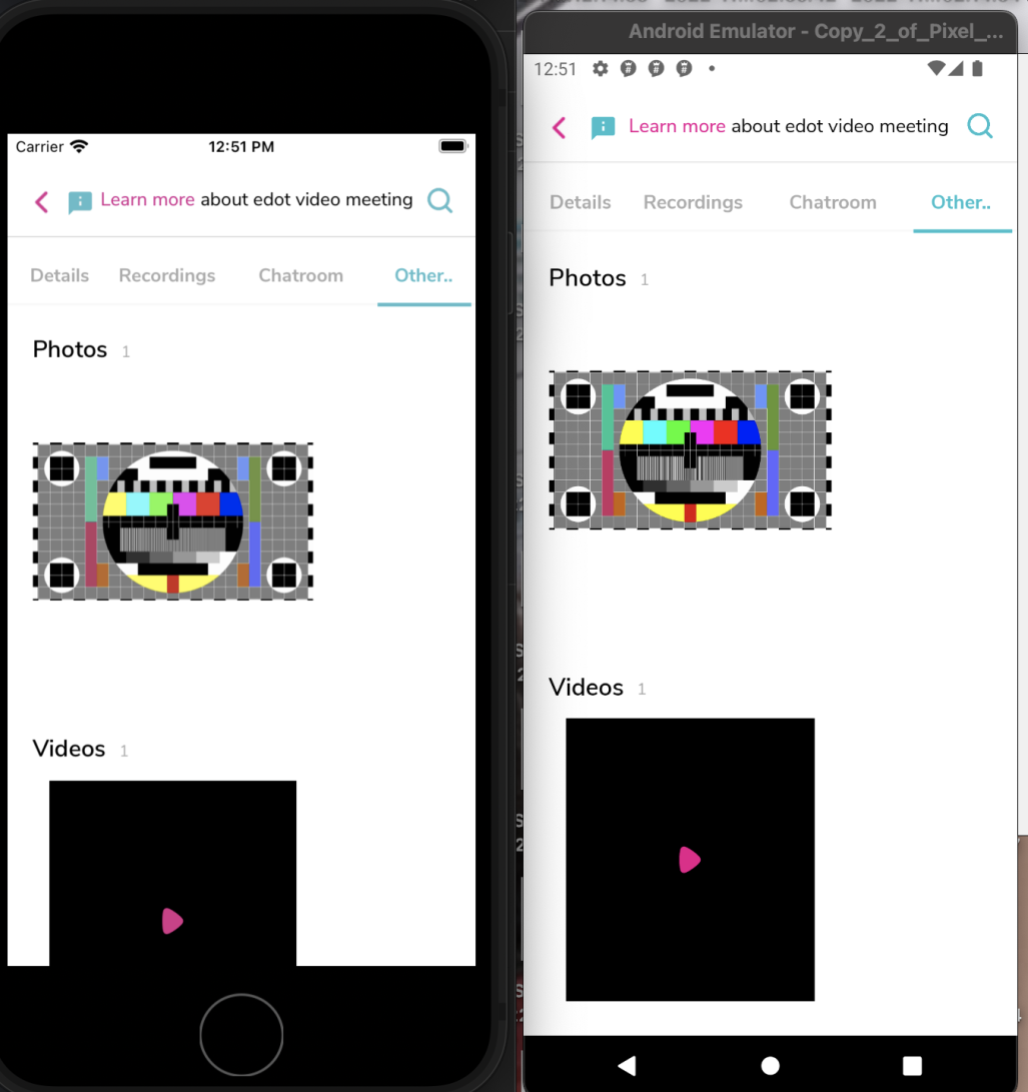 Carrier
12:51 PM
Learn more about edot video meeting
Details Recordings Chatroom Other..
Photos 1
Videos 1
Android Emulator - Copy_2_of_Pixel_...
12:51
Learn more about edot video meeting
Details Recordings Chatroom Other..
Photos 1
Videos 1